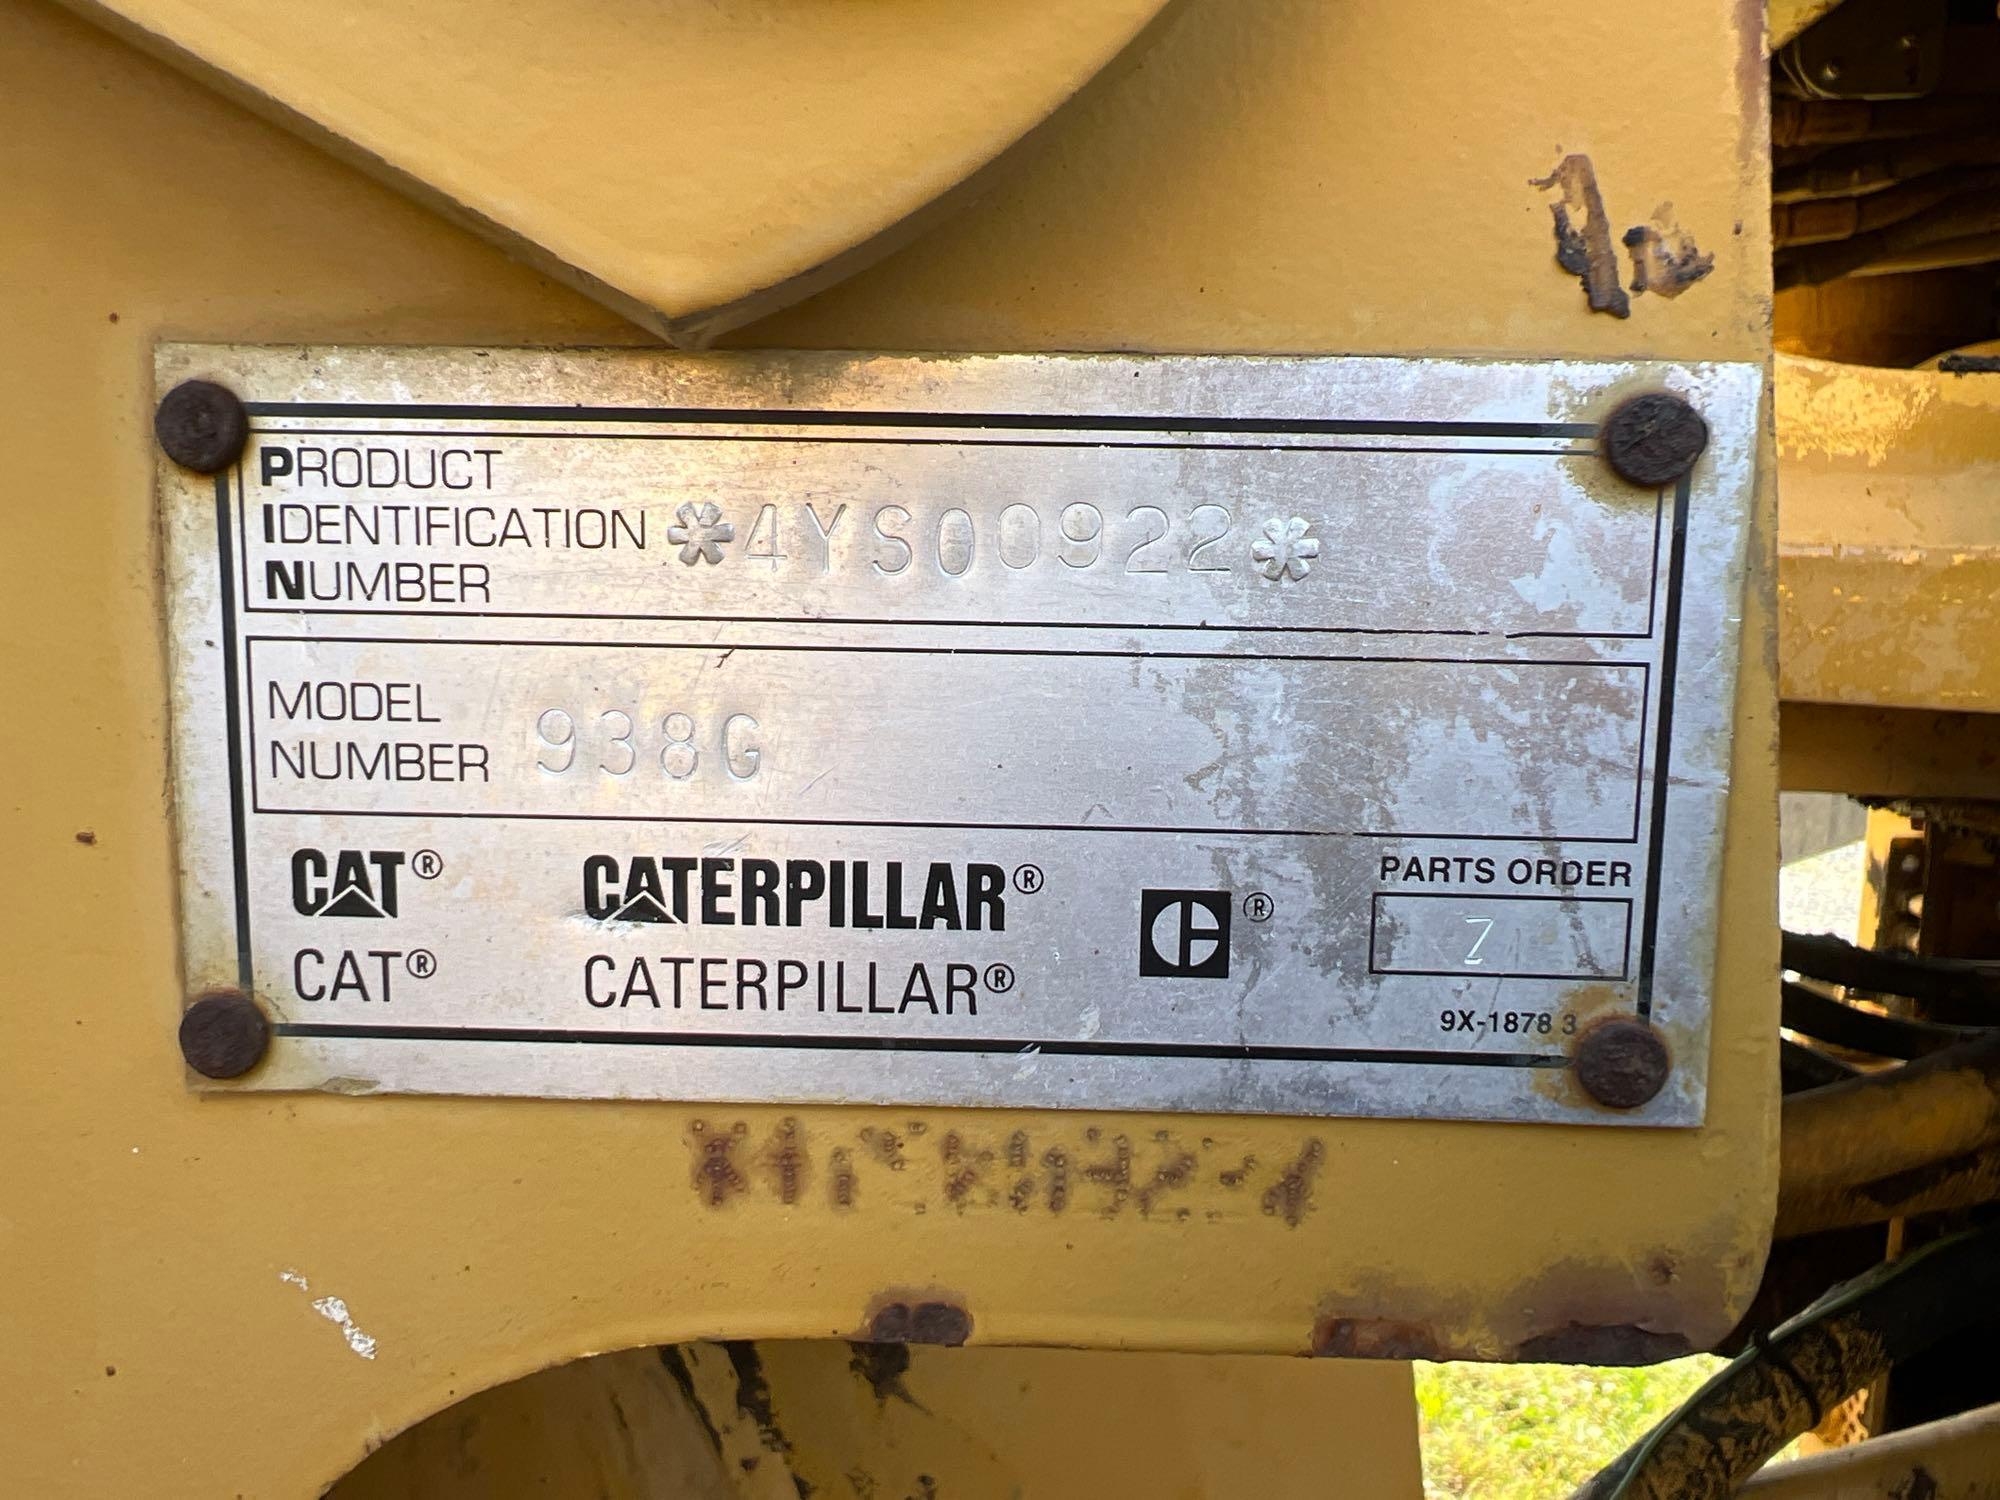 PRODUCT
IDENTIFICATION *4YS00922*
NUMBER
MODEL
NUMBER 938G
CAT® CATERPILLAR® ®
CAT® CATERPILLAR®
PARTS ORDER
Z
9X-1878 3